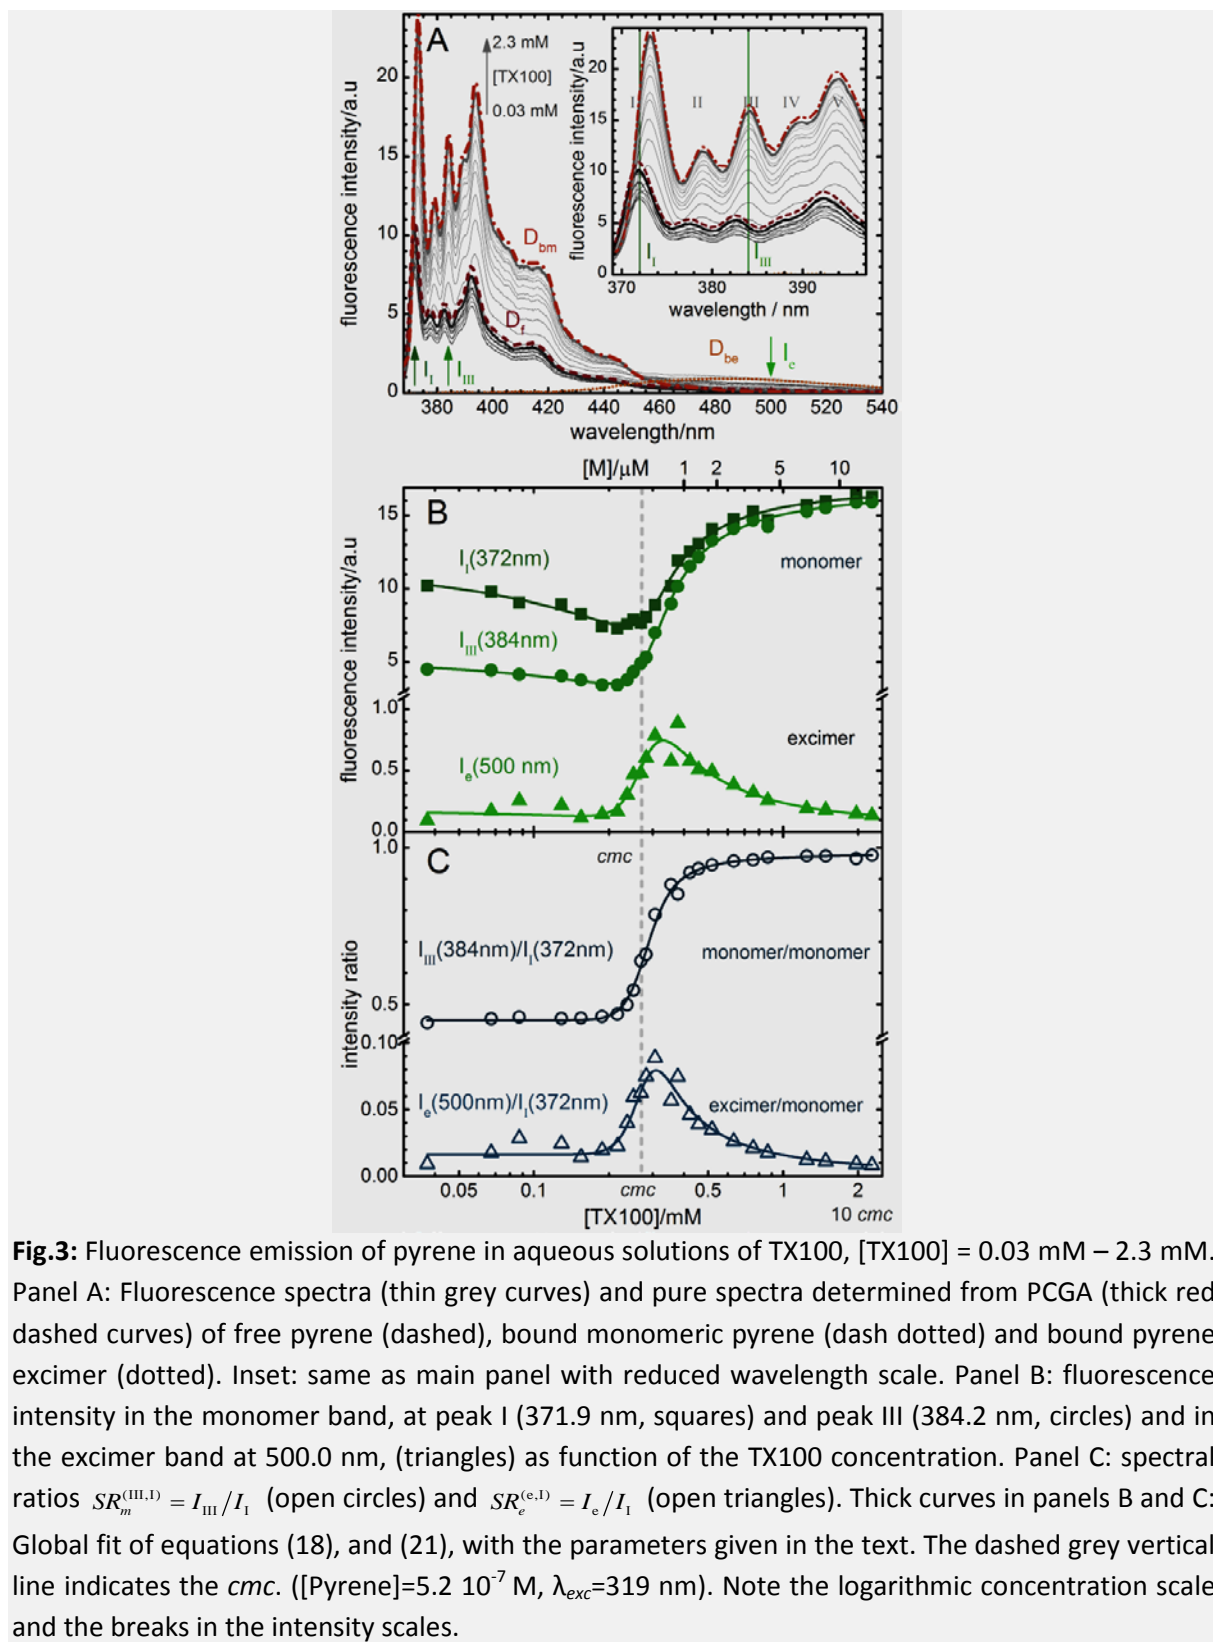 A
2.3 mM
[TX100]
0.03 mM
fluorescence intensity/a.u
20
15
10
5
0
D_bm
D_f
D_be
I_c
I_I
I_III
380 400 420 440 460 480 500 520 540
wavelength/nm
fluorescence intensity/a.u
20
15
10
5
0
I II III IV V
I_I
I_III
370 380 390
wavelength / nm
[M]/μM 1 2 5 10
B
15
10
5
1.0
0.5
0.0
fluorescence intensity/a.u
I_I(372nm)
monomer
I_III(384nm)
excimer
I_e(500 nm)
cmc
C
1.0
0.5
0.10
0.05
0.00
intensity ratio
I_III(384nm)/I_I(372nm)
monomer/monomer
I_e(500nm)/I_I(372nm)
excimer/monomer
0.05 0.1 cmc 0.5 1 2
[TX100]/mM 10 cmc
Fig.3: Fluorescence emission of pyrene in aqueous solutions of TX100, [TX100] = 0.03 mM – 2.3 mM.
Panel A: Fluorescence spectra (thin grey curves) and pure spectra determined from PCGA (thick red
dashed curves) of free pyrene (dashed), bound monomeric pyrene (dash dotted) and bound pyrene
excimer (dotted). Inset: same as main panel with reduced wavelength scale. Panel B: fluorescence
intensity in the monomer band, at peak I (371.9 nm, squares) and peak III (384.2 nm, circles) and in
the excimer band at 500.0 nm, (triangles) as function of the TX100 concentration. Panel C: spectral
ratios SR_m^(III,I) = I_III/I_I (open circles) and SR_e^(e,I) = I_e/I_I (open triangles). Thick curves in panels B and C:
Global fit of equations (18), and (21), with the parameters given in the text. The dashed grey vertical
line indicates the cmc. ([Pyrene]=5.2 10^-7 M, λ_exc=319 nm). Note the logarithmic concentration scale
and the breaks in the intensity scales.